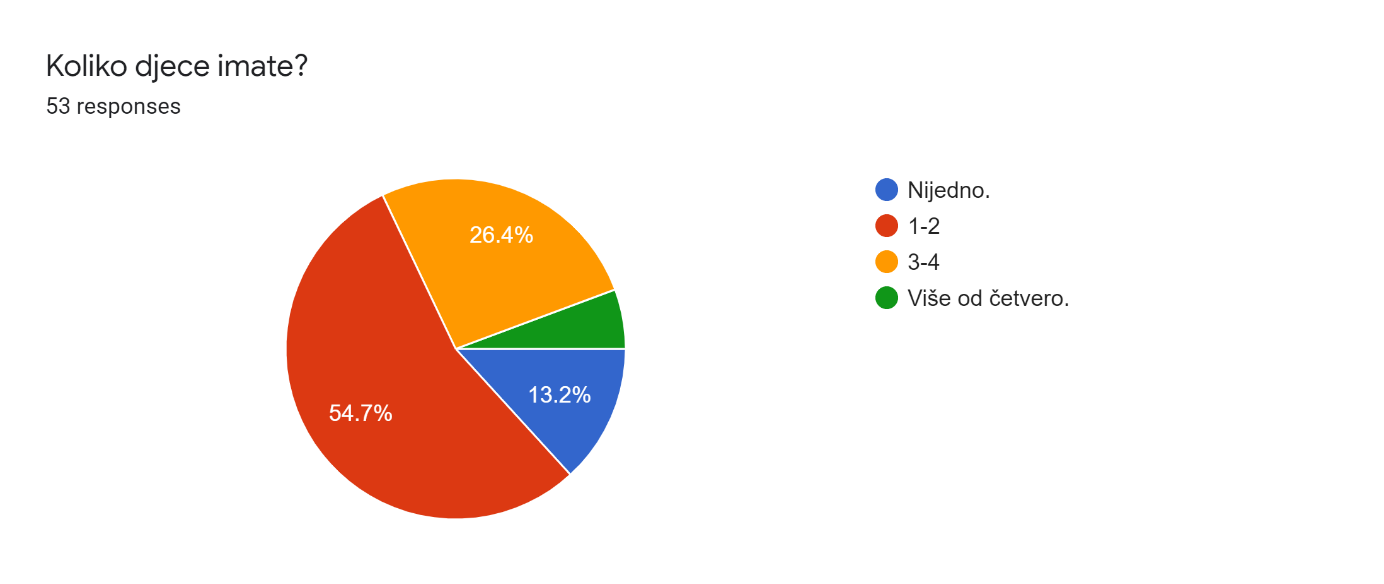 Koliko djece imate?
53 responses
26.4%
54.7%
13.2%
Nijedno.
1-2
3-4
Više od četvero.